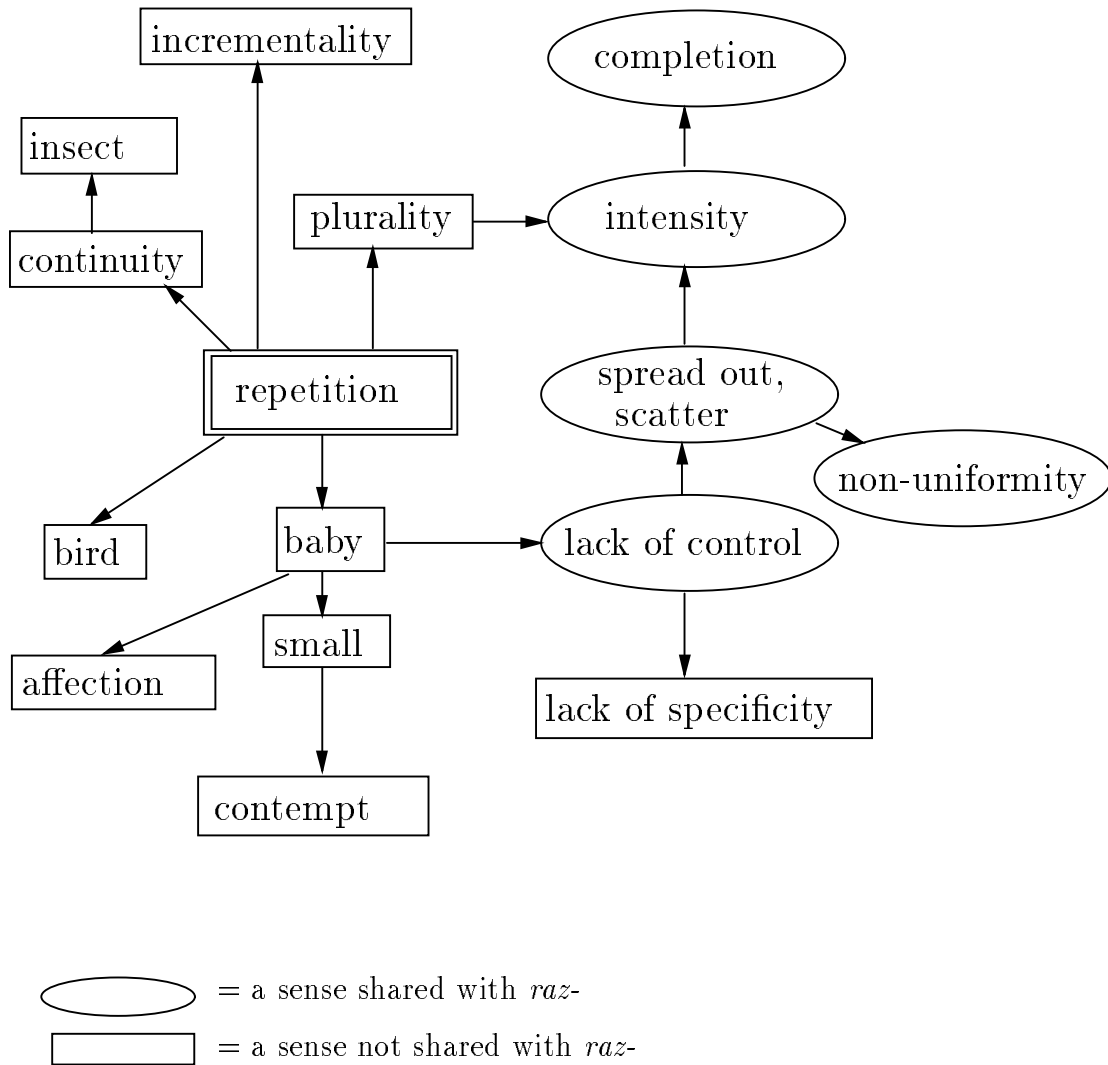 incrementality
completion
insect
plurality
intensity
continuity
repetition
spread out,
scatter
non-uniformity
bird
baby
lack of control
small
affection
lack of specificity
contempt
= a sense shared with raz-
= a sense not shared with raz-